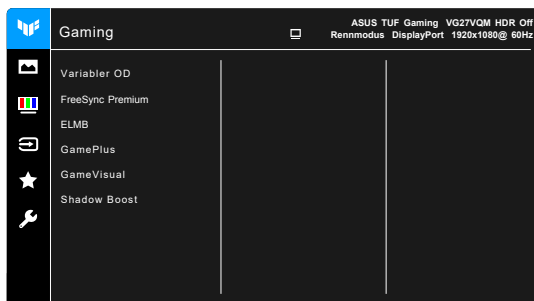 Gaming
ASUS TUF Gaming VG27VQM HDR Off
Rennmodus DisplayPort 1920x1080@ 60Hz
Variabler OD
FreeSync Premium
ELMB
GamePlus
GameVisual
Shadow Boost